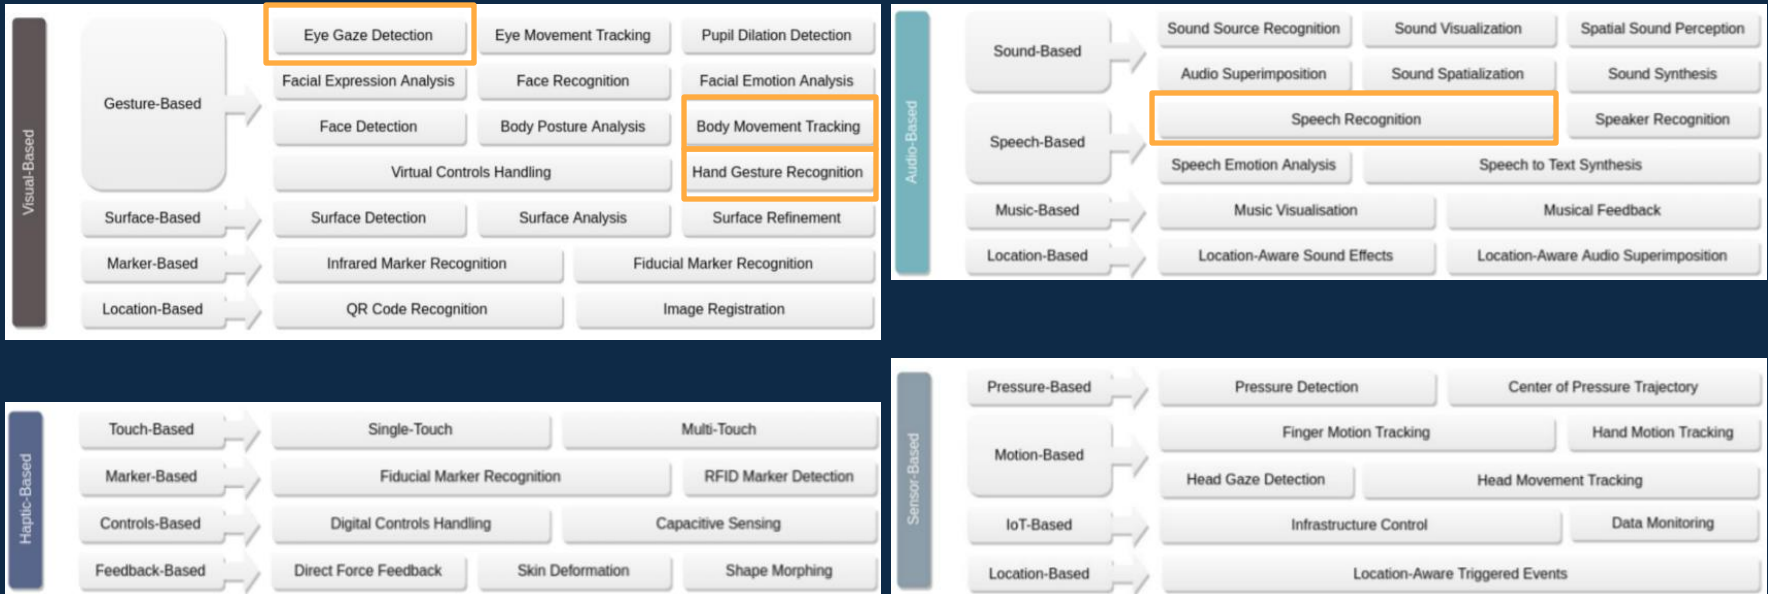 Visual-Based
Gesture-Based
Eye Gaze Detection
Eye Movement Tracking
Pupil Dilation Detection
Facial Expression Analysis
Face Recognition
Facial Emotion Analysis
Face Detection
Body Posture Analysis
Body Movement Tracking
Virtual Controls Handling
Hand Gesture Recognition
Surface-Based
Surface Detection
Surface Analysis
Surface Refinement
Marker-Based
Infrared Marker Recognition
Fiducial Marker Recognition
Location-Based
QR Code Recognition
Image Registration
Audio-Based
Sound-Based
Sound Source Recognition
Sound Visualization
Spatial Sound Perception
Audio Superimposition
Sound Spatialization
Sound Synthesis
Speech-Based
Speech Recognition
Speaker Recognition
Speech Emotion Analysis
Speech to Text Synthesis
Music-Based
Music Visualisation
Musical Feedback
Location-Based
Location-Aware Sound Effects
Location-Aware Audio Superimposition
Haptic-Based
Touch-Based
Single-Touch
Multi-Touch
Marker-Based
Fiducial Marker Recognition
RFID Marker Detection
Controls-Based
Digital Controls Handling
Capacitive Sensing
Feedback-Based
Direct Force Feedback
Skin Deformation
Shape Morphing
Sensor-Based
Pressure-Based
Pressure Detection
Center of Pressure Trajectory
Motion-Based
Finger Motion Tracking
Hand Motion Tracking
Head Gaze Detection
Head Movement Tracking
IoT-Based
Infrastructure Control
Data Monitoring
Location-Based
Location-Aware Triggered Events